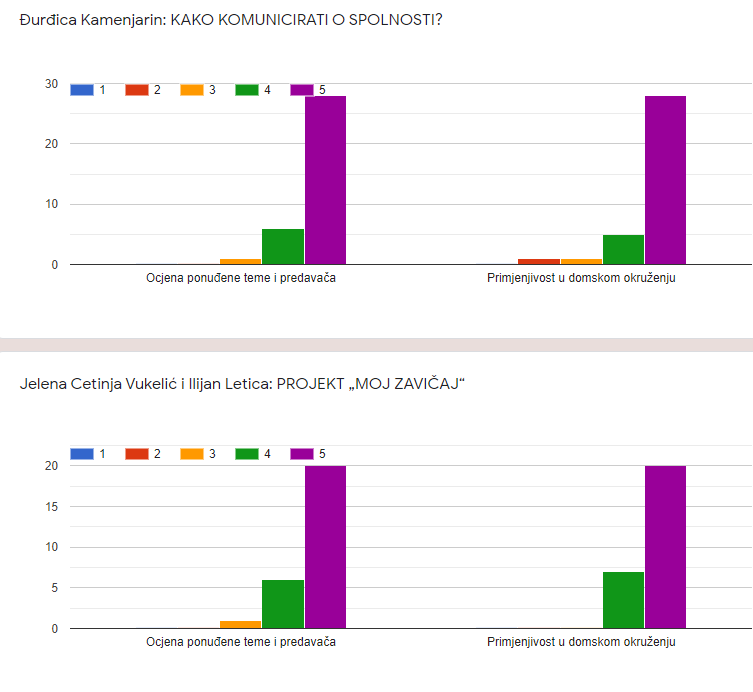 Đurđica Kamenjarin: KAKO KOMUNICIRATI O SPOLNOSTI?
30
1 2 3 4 5
20
10
0
Ocjena ponuđene teme i predavača
Primjenjivost u domskom okruženju
Jelena Cetinja Vukelić i Ilijan Letica: PROJEKT „MOJ ZAVIČAJ“
1 2 3 4 5
20
15
10
5
0
Ocjena ponuđene teme i predavača
Primjenjivost u domskom okruženju